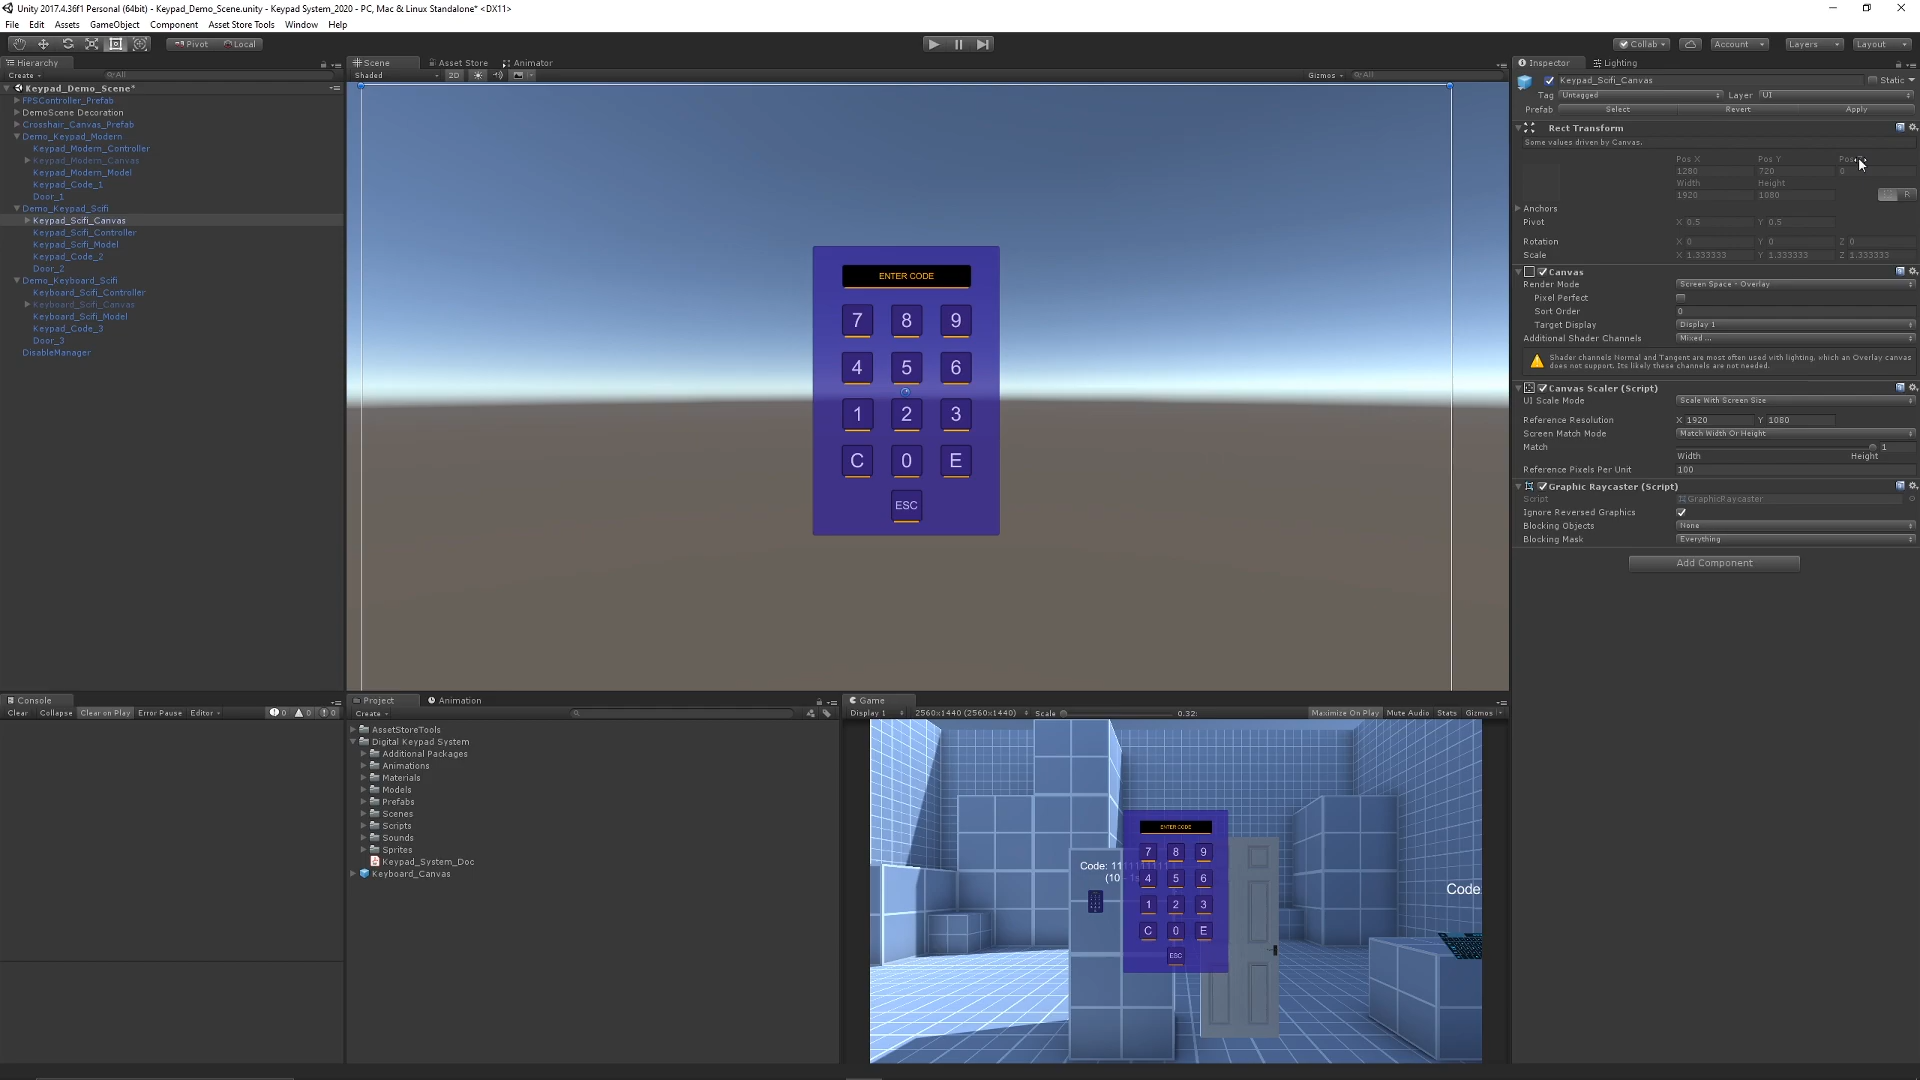 Unity 2017.4.36f1 Personal (64bit) - Keypad_Demo_Scene.unity - Keypad System_2020 - PC, Mac & Linux Standalone* <DX11>
File Edit Assets GameObject Component Asset Store Tools Window Help
Pivot Local Collab Account Layers Layout
Hierarchy
Create All
Keypad_Demo_Scene*
FPSController_Prefab
DemoScene Decoration
Crosshair_Canvas_Prefab
Demo_Keypad_Modern
Keypad_Modern_Controller
Keypad_Modern_Canvas
Keypad_Modern_Model
Keypad_Code_1
Door_1
Demo_Keypad_Scifi
Keypad_Scifi_Canvas
Keypad_Scifi_Controller
Keypad_Scifi_Model
Keypad_Code_2
Door_2
Demo_Keyboard_Scifi
Keyboard_Scifi_Controller
Keyboard_Scifi_Canvas
Keyboard_Scifi_Model
Keypad_Code_3
Door_3
DisableManager
Scene Asset Store Animator
Shaded 2D Gizmos All
ENTER CODE
7 8 9
4 5 6
1 2 3
C 0 E
ESC
Inspector Lighting
Keypad_Scifi_Canvas Static
Tag Untagged Layer UI
Prefab Select Revert Apply
Rect Transform
Some values driven by Canvas.
Pos X Pos Y Pos
1280 720 0
Width Height
1920 1080
R
Anchors
Pivot X 0.5 Y 0.5
Rotation X 0 Y 0 Z 0
Scale X 1.333333 Y 1.333333 Z 1.333333
Canvas
Render Mode Screen Space - Overlay
Pixel Perfect
Sort Order 0
Target Display Display 1
Additional Shader Channels Mixed ...
Shader channels Normal and Tangent are most often used with lighting, which an Overlay canvas
does not support. Its likely these channels are not needed.
Canvas Scaler (Script)
UI Scale Mode Scale With Screen Size
Reference Resolution X 1920 Y 1080
Screen Match Mode Match Width Or Height
Match 1
Width Height
Reference Pixels Per Unit 100
Graphic Raycaster (Script)
Script GraphicRaycaster
Ignore Reversed Graphics
Blocking Objects None
Blocking Mask Everything
Add Component
Console
Clear Collapse Clear on Play Error Pause Editor 0 0 0
Project Animation
Create
AssetStoreTools
Digital Keypad System
Additional Packages
Animations
Materials
Models
Prefabs
Scenes
Scripts
Sounds
Sprites
Keypad_System_Doc
Keyboard_Canvas
Game
Display 1 2560x1440 (2560x1440) Scale 0.32: Maximize On Play Mute Audio Stats Gizmos
ENTER CODE
7 8 9
Code: 1111111111
(10 - 1s
4 5 6
Code
1 2 3
C 0 E
ESC